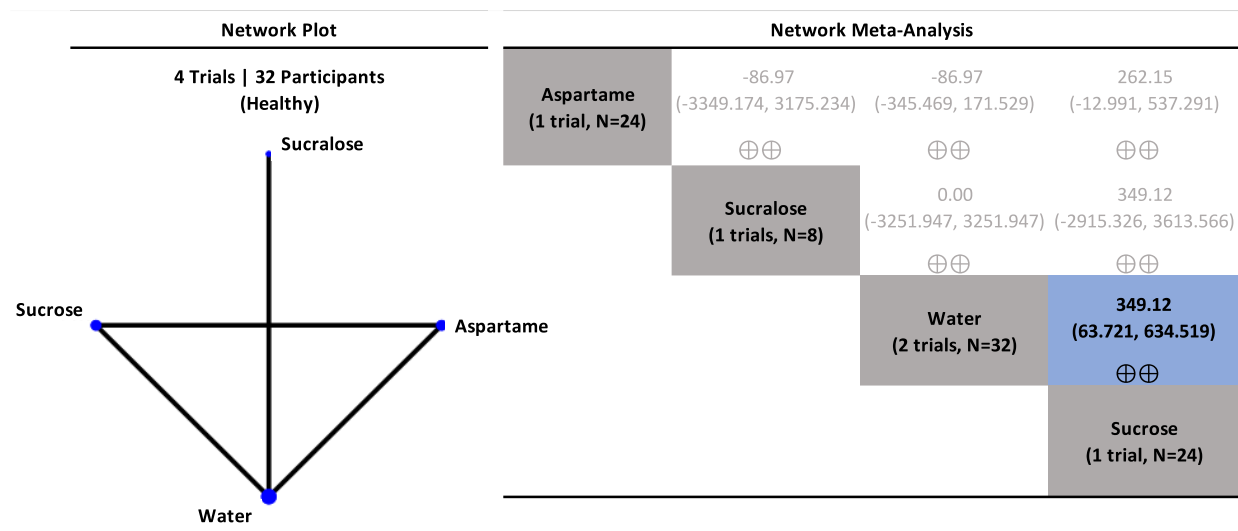 Network Plot
4 Trials | 32 Participants
(Healthy)
Sucralose
Sucrose
Aspartame
Water
Network Meta-Analysis
Aspartame
(1 trial, N=24)
-86.97
(-3349.174, 3175.234)
⊕⊕
-86.97
(-345.469, 171.529)
⊕⊕
262.15
(-12.991, 537.291)
⊕⊕
Sucralose
(1 trials, N=8)
0.00
(-3251.947, 3251.947)
⊕⊕
349.12
(-2915.326, 3613.566)
⊕⊕
Water
(2 trials, N=32)
349.12
(63.721, 634.519)
⊕⊕
Sucrose
(1 trial, N=24)